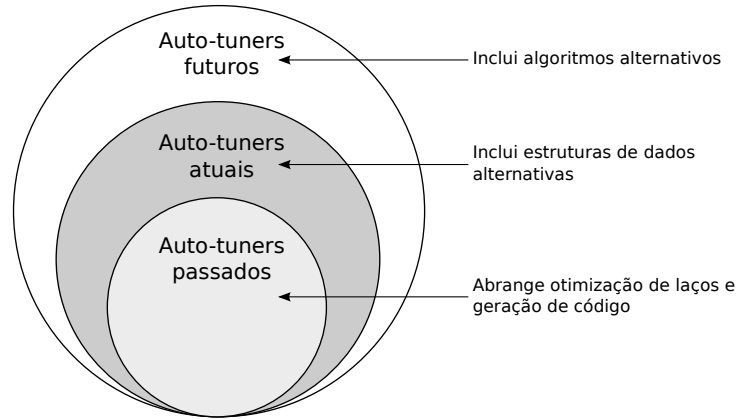 Auto-tuners
futuros
Inclui algoritmos alternativos
Auto-tuners
atuais
Inclui estruturas de dados
alternativas
Auto-tuners
passados
Abrange otimização de laços e
geração de código